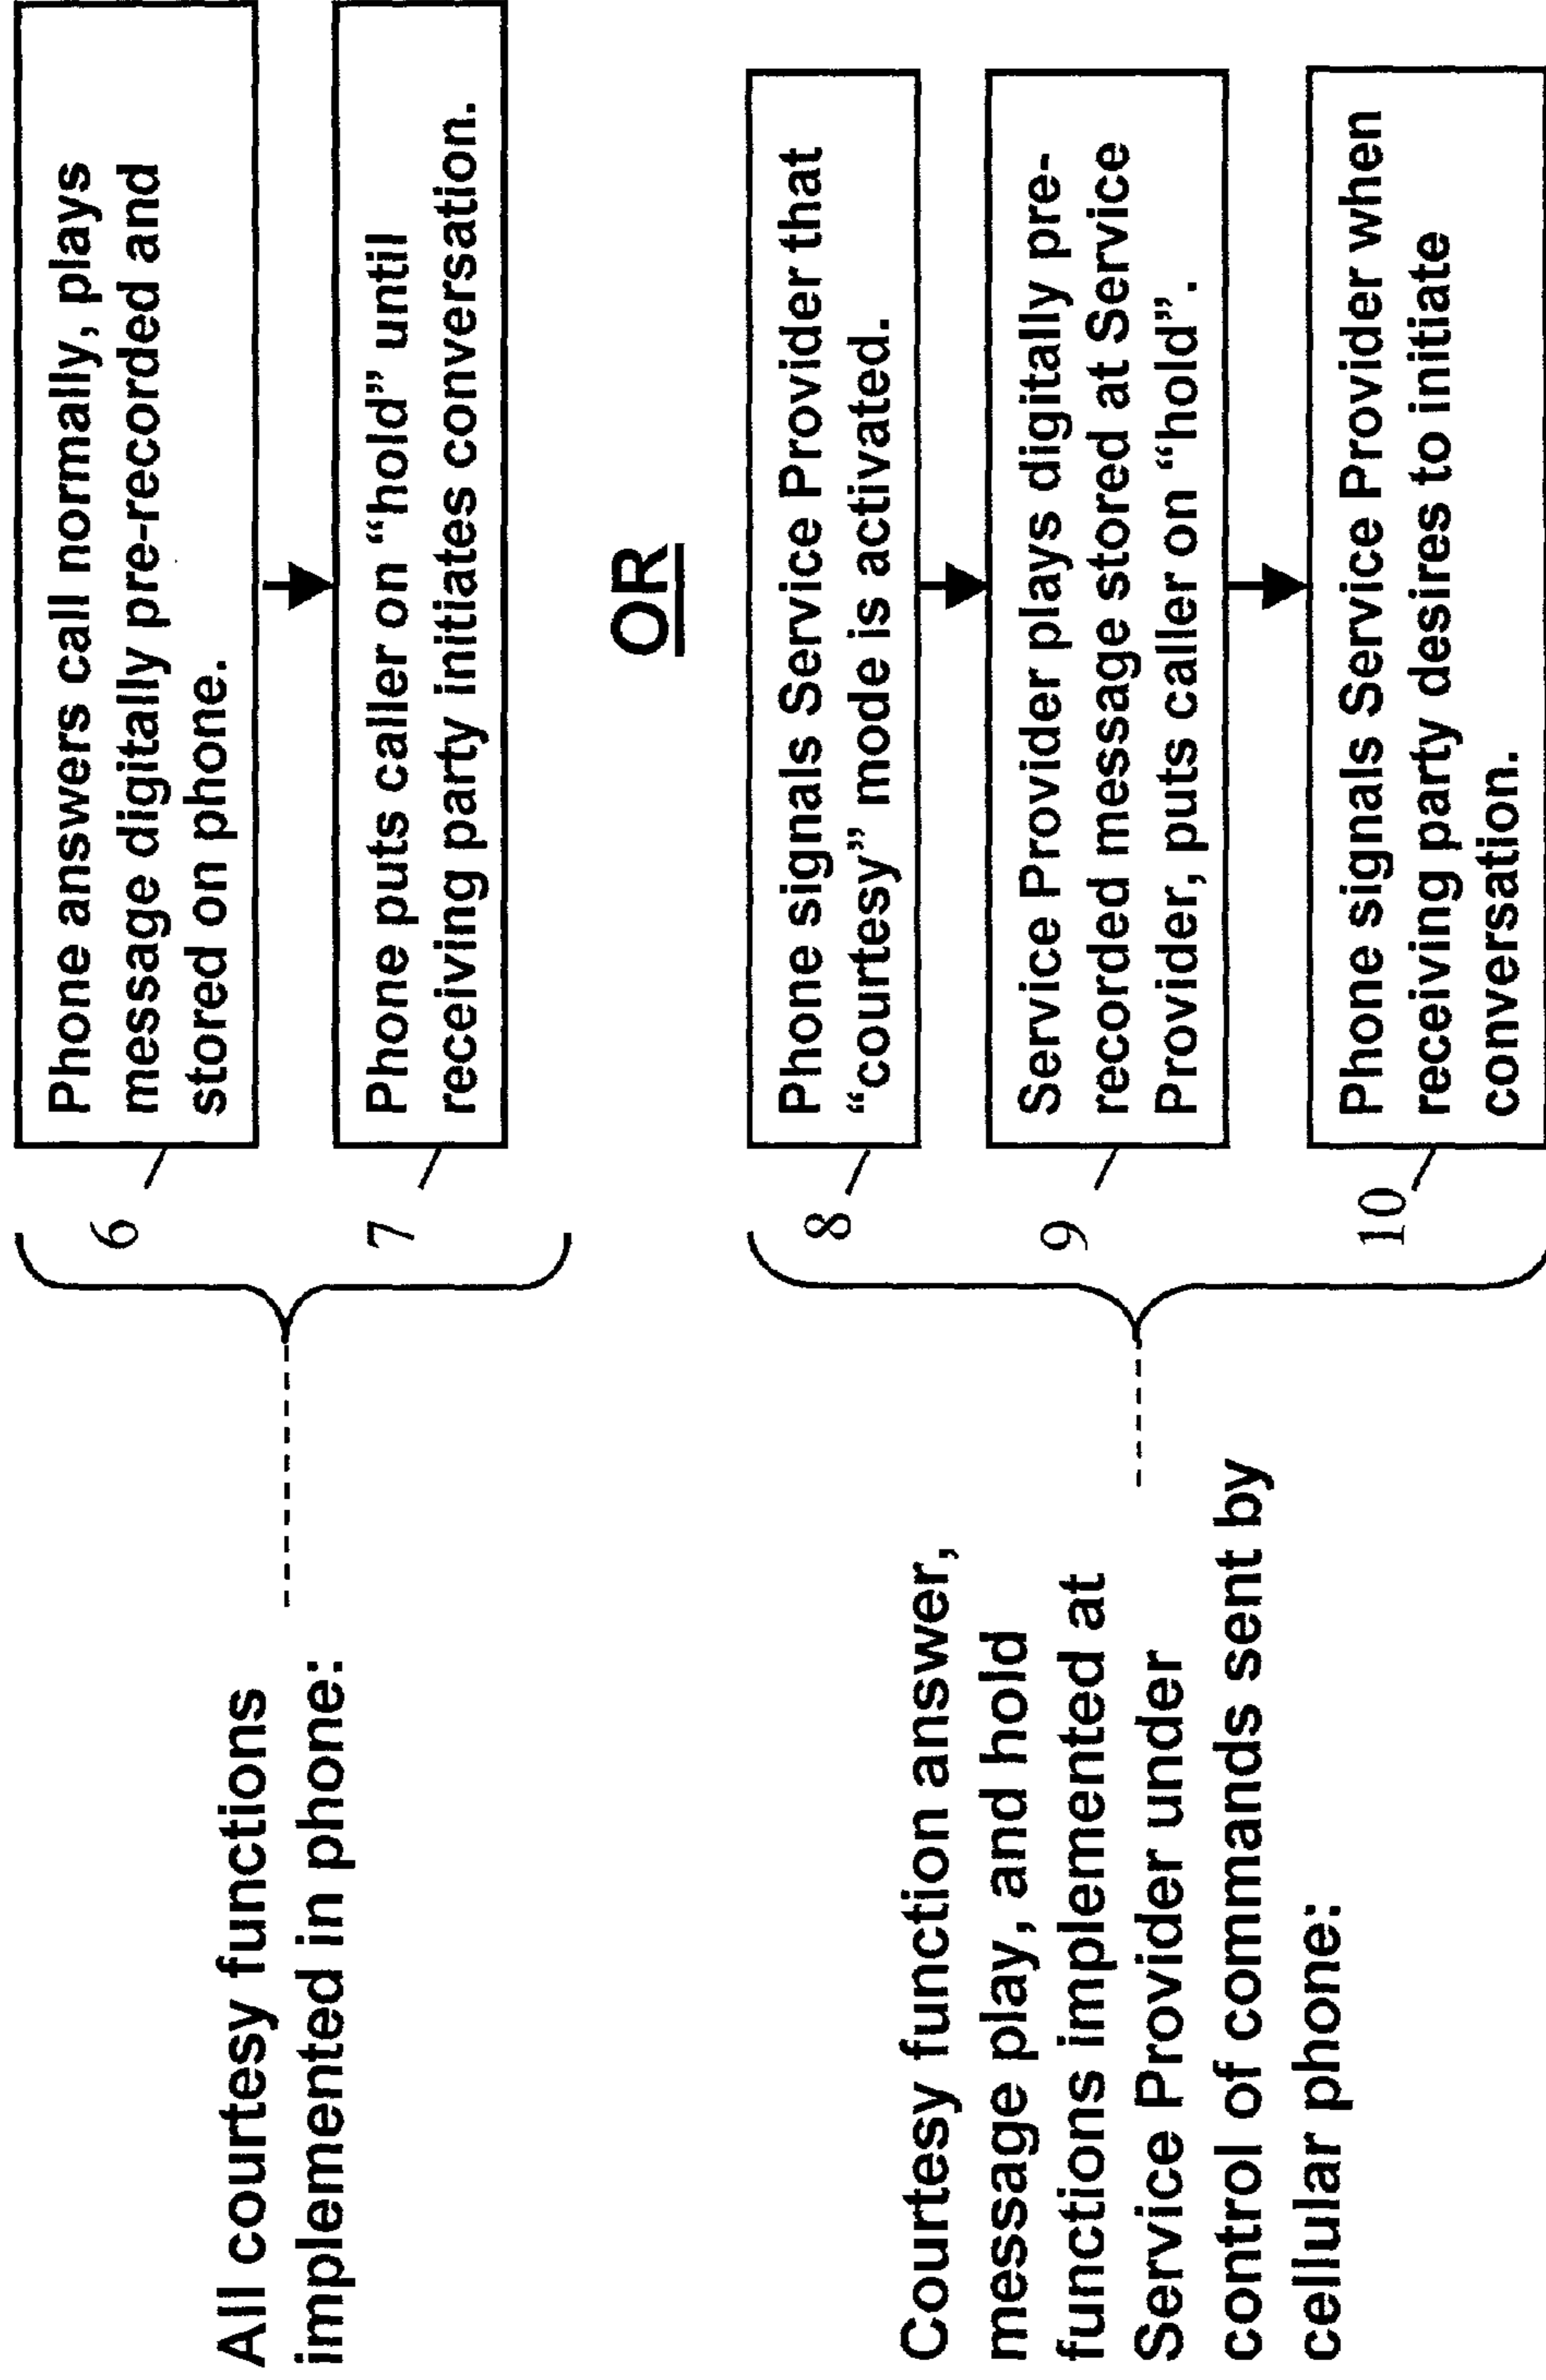 All courtesy functions
implemented in phone:
6
Phone answers call normally, plays
message digitally pre-recorded and
stored on phone.
7
Phone puts caller on “hold” until
receiving party initiates conversation.
OR
Courtesy function answer,
message play, and hold
functions implemented at
Service Provider under
control of commands sent by
cellular phone:
8
Phone signals Service Provider that
“courtesy” mode is activated.
9
Service Provider plays digitally pre-
recorded message stored at Service
Provider, puts caller on “hold”.
10
Phone signals Service Provider when
receiving party desires to initiate
conversation.